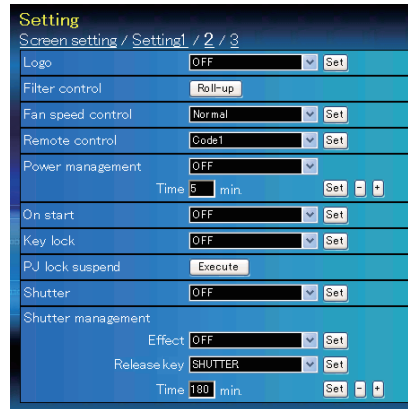 Setting
Screen setting / Setting1 / 2 / 3
Logo OFF Set
Filter control Roll-up
Fan speed control Normal Set
Remote control Code1 Set
Power management OFF
Time 5 min. Set - +
On start OFF Set
Key lock OFF Set
PJ lock suspend Execute
Shutter OFF Set
Shutter management
Effect OFF Set
Release key SHUTTER Set
Time 180 min. Set - +